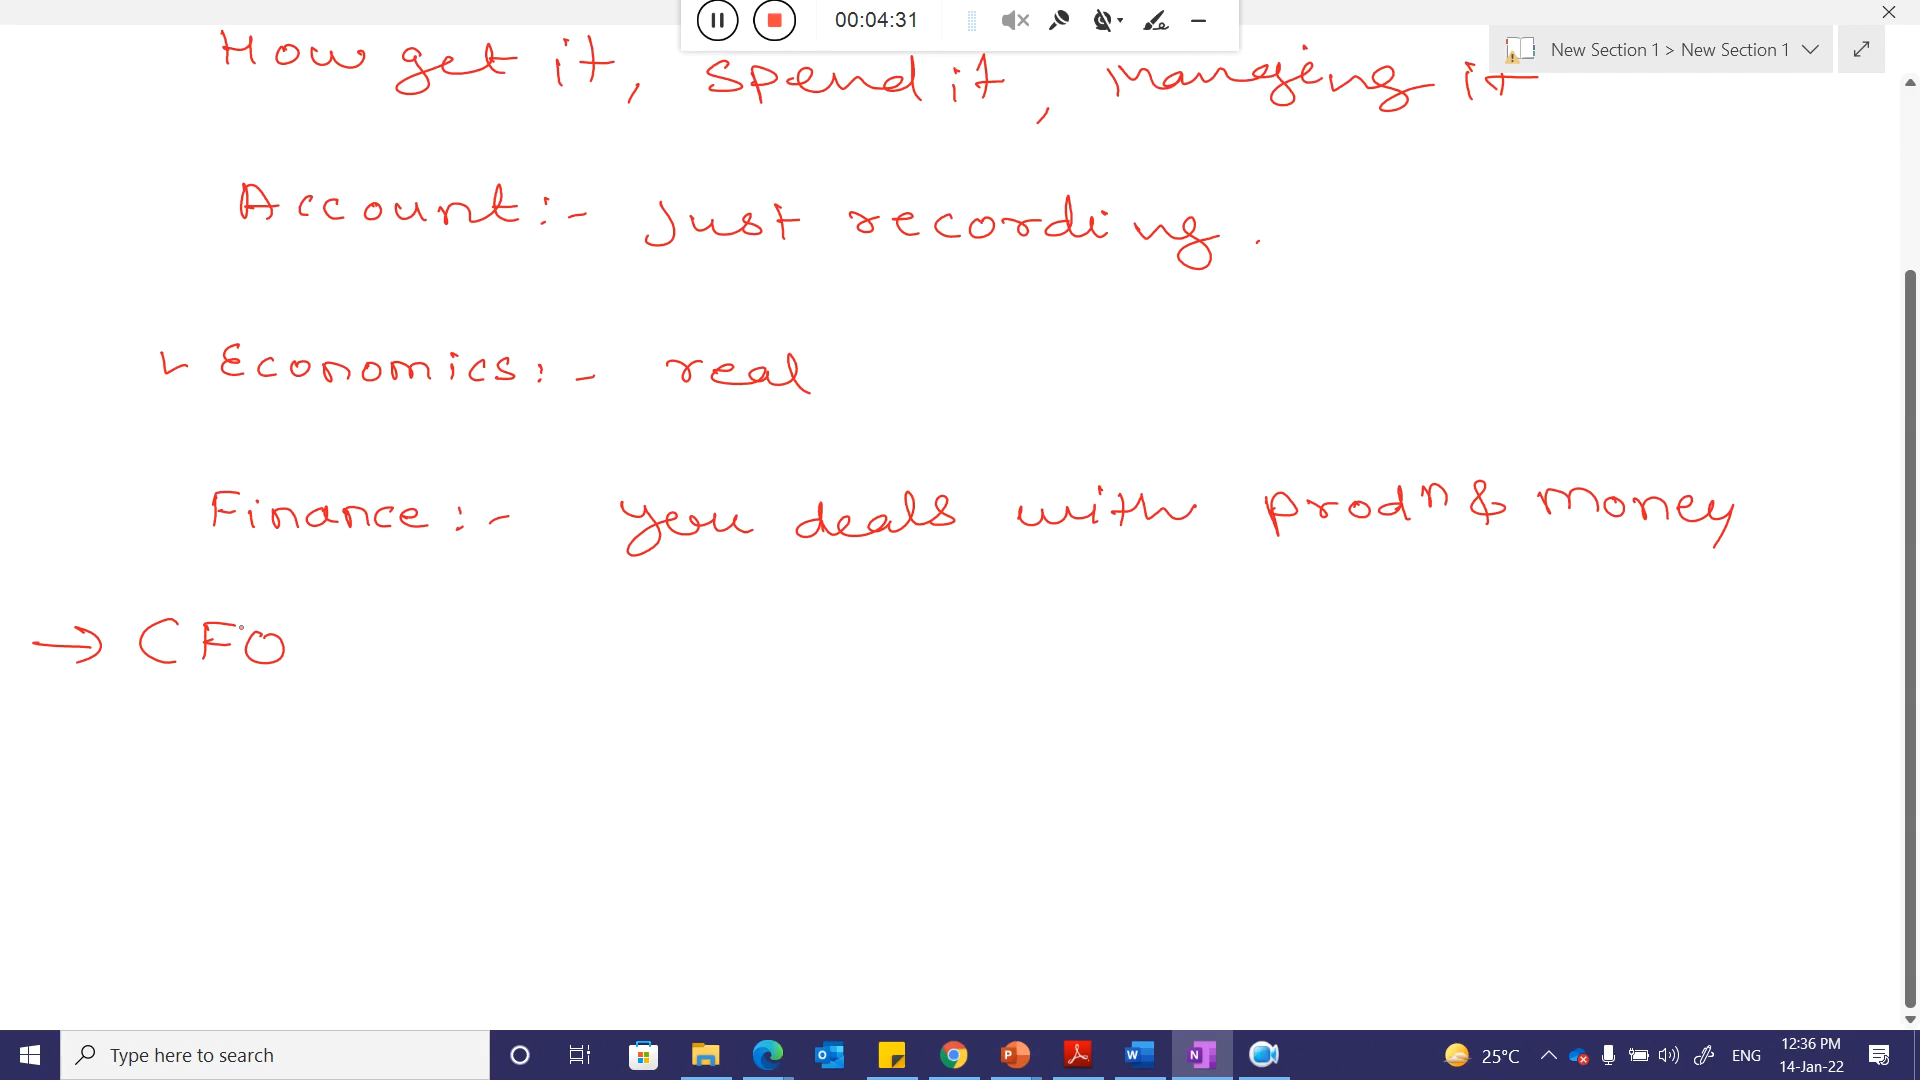 00:04:31
New Section 1 > New Section 1
How get it, spend it, managing it
Account :- just recording.
Economics :- real
Finance :- you deals with prodⁿ & money
→ CFO
Type here to search
25°C
ENG
12:36 PM
14-Jan-22